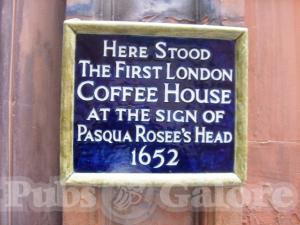 HERE STOOD
THE FIRST LONDON
COFFEE HOUSE
AT THE SIGN OF
PASQUA ROSEE'S HEAD
1652
Pubs Galore